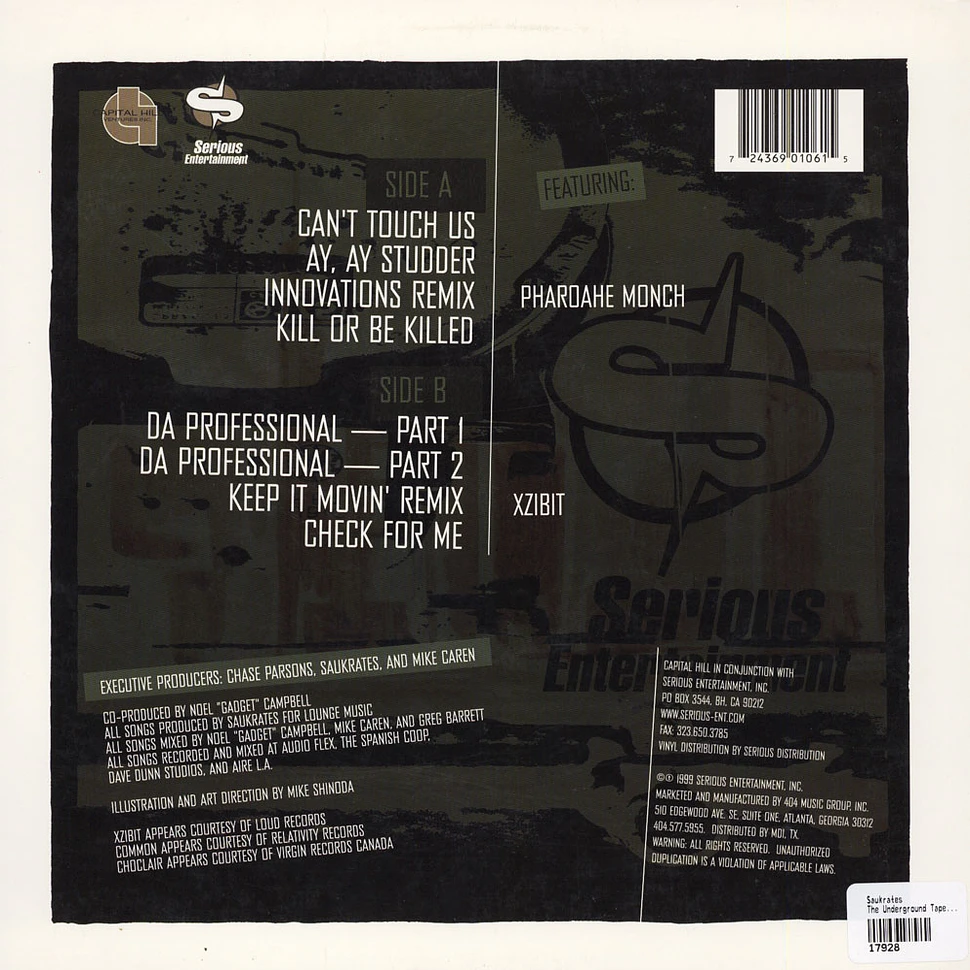 CAPITAL HILL
VENTURES INC.
Serious
Entertainment
7 24369 01061 5
SIDE A
FEATURING:
CAN'T TOUCH US
AY, AY STUDDER
INNOVATIONS REMIX
PHAROAHE MONCH
KILL OR BE KILLED
SIDE B
DA PROFESSIONAL — PART 1
DA PROFESSIONAL — PART 2
KEEP IT MOVIN' REMIX
XZIBIT
CHECK FOR ME
Serious
Entertainment
EXECUTIVE PRODUCERS: CHASE PARSONS, SAUKRATES, AND MIKE CAREN
CO-PRODUCED BY NOEL "GADGET" CAMPBELL
ALL SONGS PRODUCED BY SAUKRATES FOR LOUNGE MUSIC
ALL SONGS MIXED BY NOEL "GADGET" CAMPBELL, MIKE CAREN, AND GREG BARRETT
ALL SONGS RECORDED AND MIXED AT AUDIO FLEX, THE SPANISH COOP,
DAVE DUNN STUDIOS, AND AIRE L.A.
ILLUSTRATION AND ART DIRECTION BY MIKE SHINODA
XZIBIT APPEARS COURTESY OF LOUD RECORDS
COMMON APPEARS COURTESY OF RELATIVITY RECORDS
CHOCLAIR APPEARS COURTESY OF VIRGIN RECORDS CANADA
CAPITAL HILL IN CONJUNCTION WITH
SERIOUS ENTERTAINMENT, INC.
PO BOX 3544, BH, CA 90212
WWW.SERIOUS-ENT.COM
FAX: 323.650.3785
VINYL DISTRIBUTION BY SERIOUS DISTRIBUTION
©℗ 1999 SERIOUS ENTERTAINMENT, INC.
MARKETED AND MANUFACTURED BY 404 MUSIC GROUP, INC.
510 EDGEWOOD AVE. SE. SUITE ONE, ATLANTA, GEORGIA 30312
404.577.5955. DISTRIBUTED BY MDI, TX.
WARNING: ALL RIGHTS RESERVED. UNAUTHORIZED
DUPLICATION IS A VIOLATION OF APPLICABLE LAWS.
Saukrates
The Underground Tape...
17928